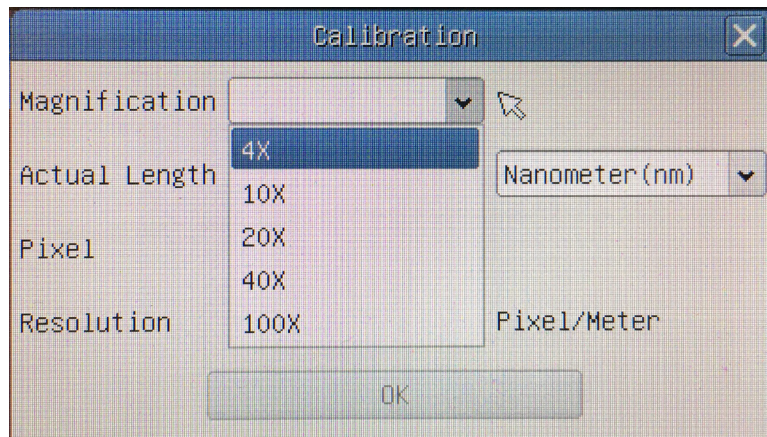 Calibration
Magnification
4X
Actual Length
Nanometer(nm)
10X
20X
Pixel
40X
Resolution
100X
Pixel/Meter
OK